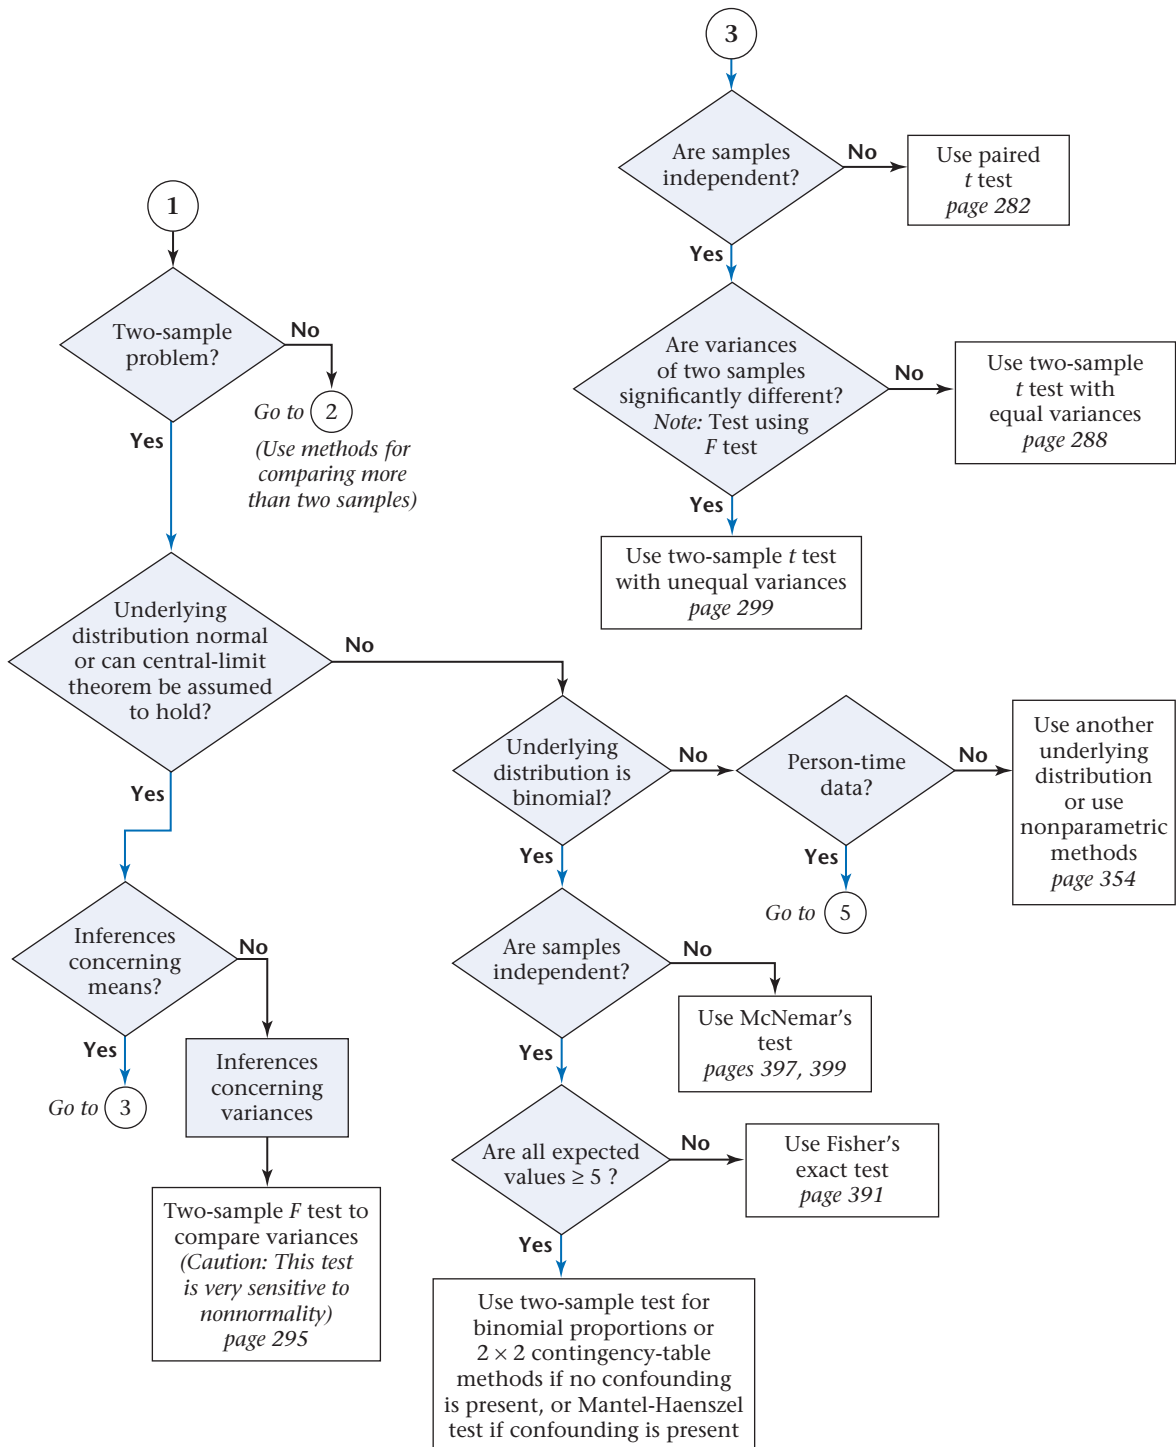 1
Two-sample
problem?
No
Go to 2
(Use methods for
comparing more
than two samples)
Yes
Underlying
distribution normal
or can central-limit
theorem be assumed
to hold?
No
Yes
Inferences
concerning
means?
No
Yes
Go to 3
Inferences
concerning
variances
Two-sample F test to
compare variances
(Caution: This test
is very sensitive to
nonnormality)
page 295
Underlying
distribution is
binomial?
No
Person-time
data?
No
Use another
underlying
distribution
or use
nonparametric
methods
page 354
Yes
Go to 5
Yes
Are samples
independent?
No
Use McNemar’s
test
pages 397, 399
Yes
Are all expected
values ≥ 5 ?
No
Use Fisher’s
exact test
page 391
Yes
Use two-sample test for
binomial proportions or
2 × 2 contingency-table
methods if no confounding
is present, or Mantel-Haenszel
test if confounding is present
3
Are samples
independent?
No
Use paired
t test
page 282
Yes
Are variances
of two samples
significantly different?
Note: Test using
F test
No
Use two-sample
t test with
equal variances
page 288
Yes
Use two-sample t test
with unequal variances
page 299